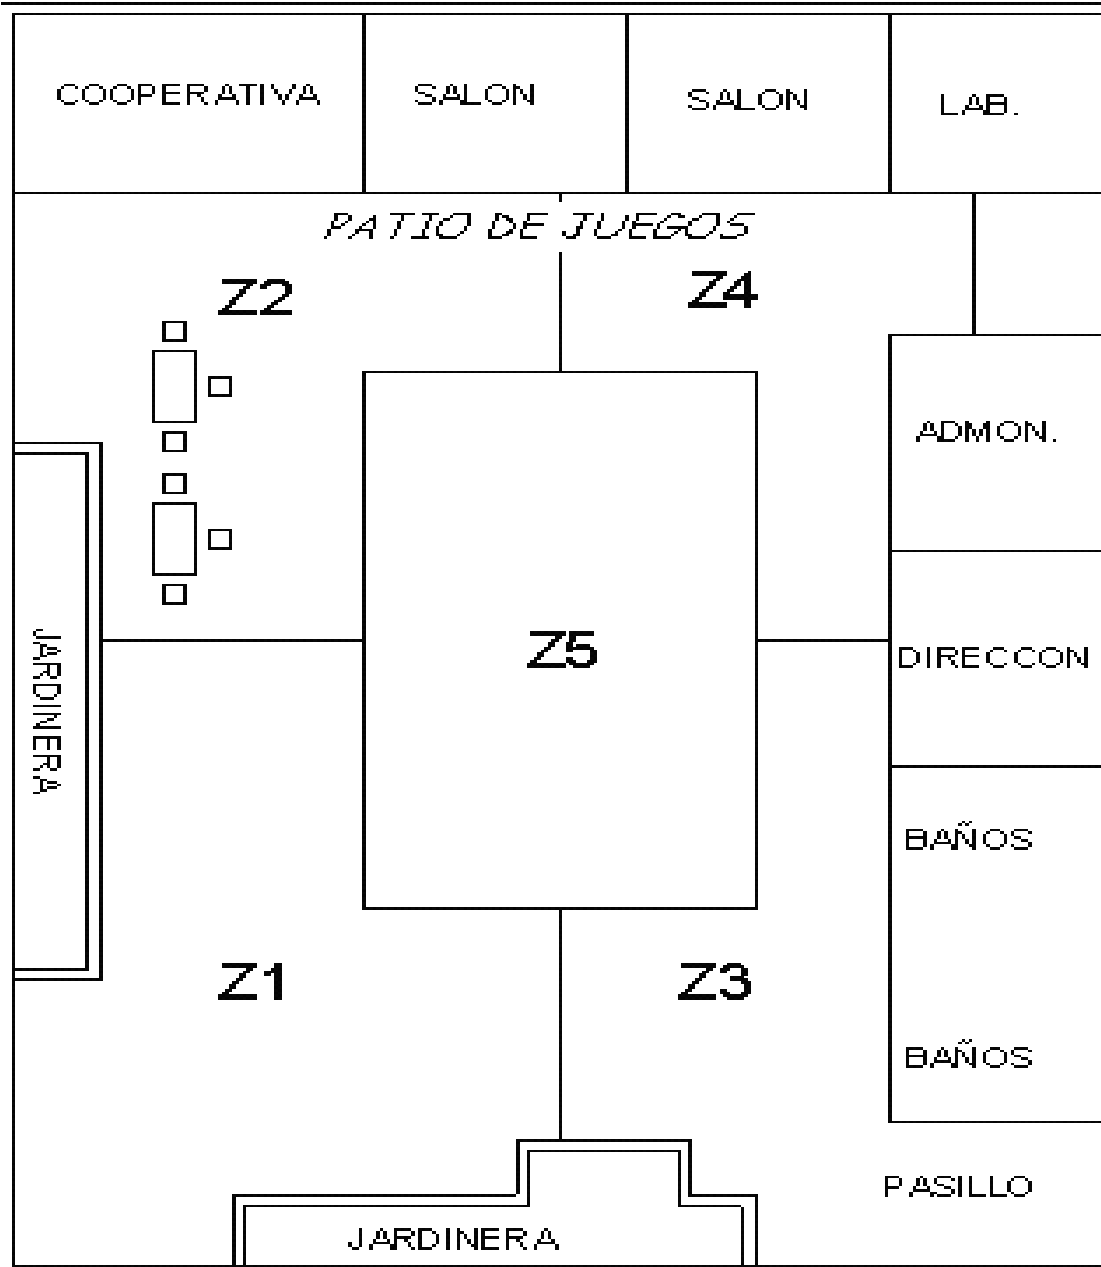 COOPERATIVA
SALON
SALON
LAB.
PATIO DE JUEGOS
Z2
Z4
ADMON.
Z5
DIRECCON
JARDINERA
BAÑOS
Z1
Z3
BAÑOS
PASILLO
JARDINERA